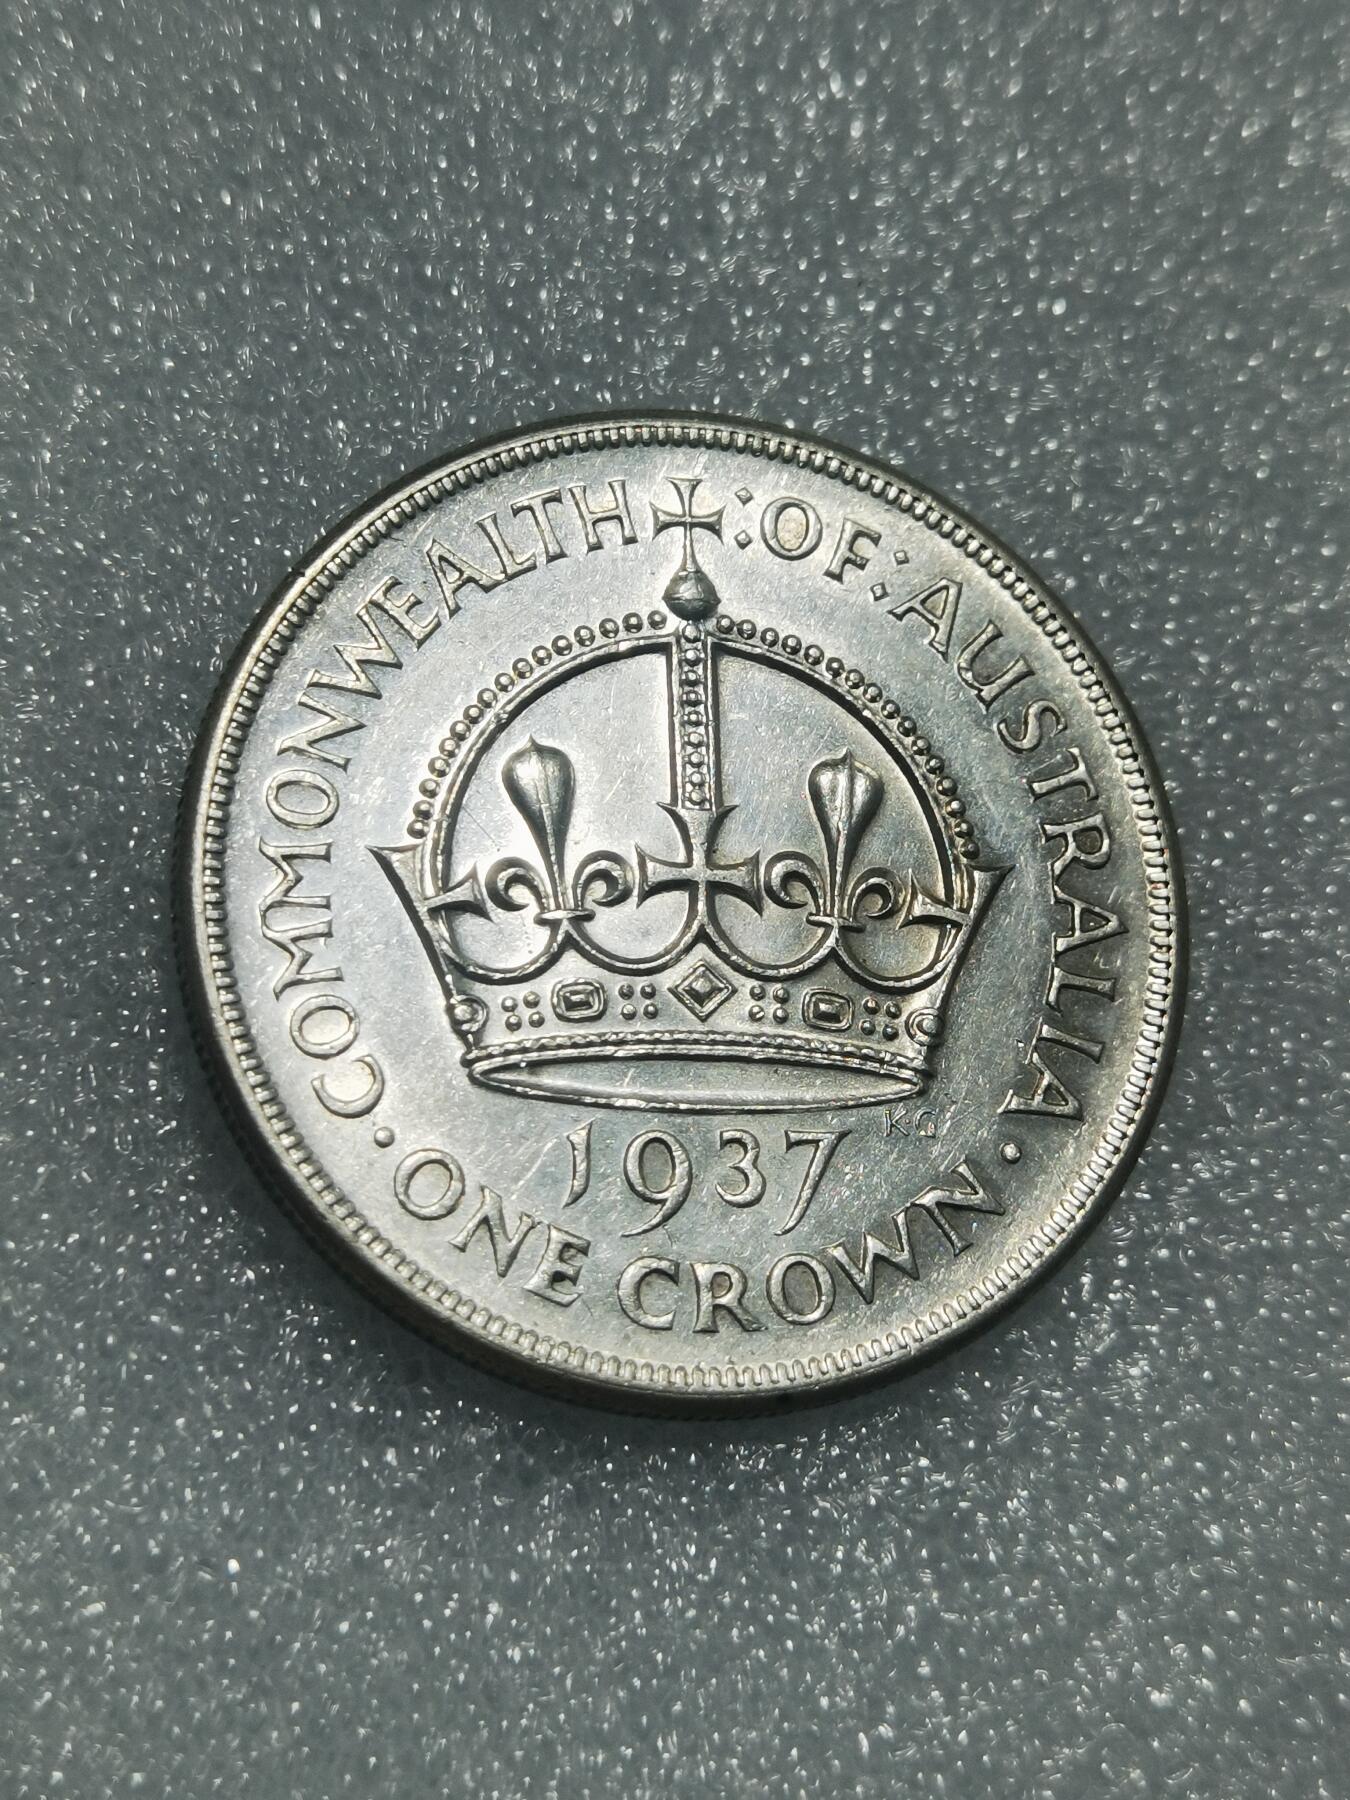 COMMONWEALTH :OF: AUSTRALIA
K·G
1937
· ONE CROWN ·